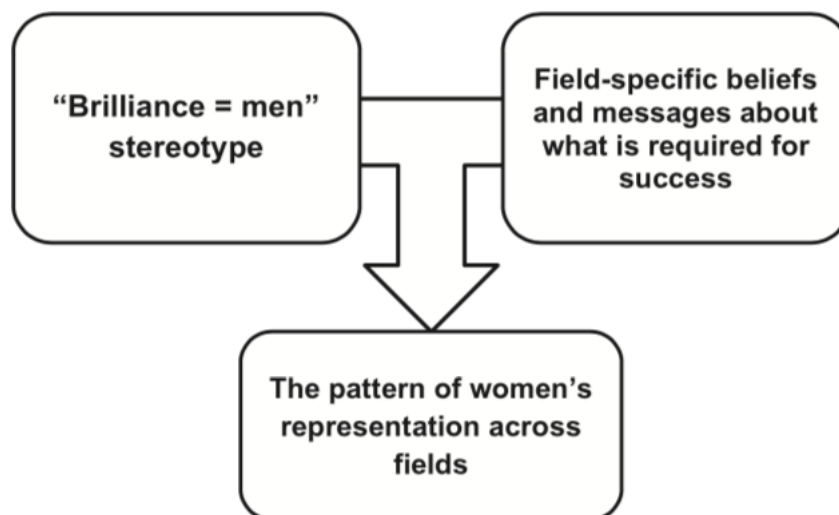 “Brilliance = men”
stereotype
Field-specific beliefs
and messages about
what is required for
success
The pattern of women’s
representation across
fields